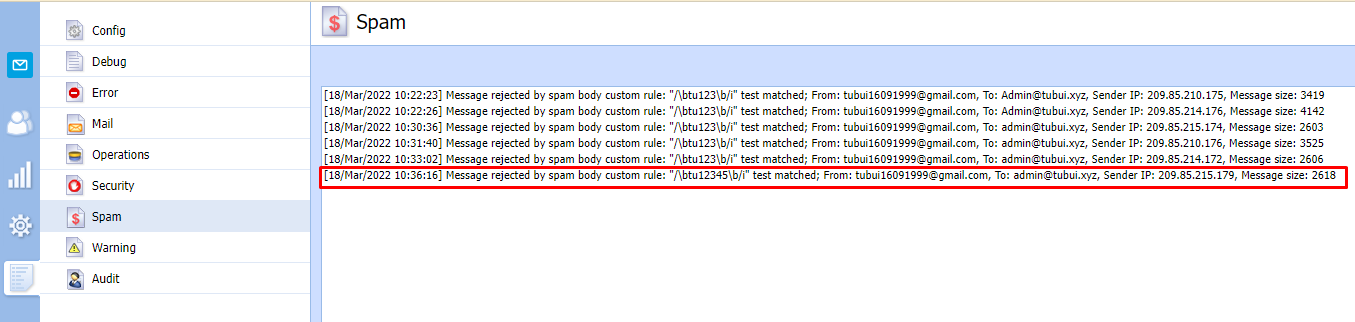 Spam
Config
Debug
Error
Mail
Operations
Security
Spam
Warning
Audit
[18/Mar/2022 10:22:23] Message rejected by spam body custom rule: "/\btu123\b/i" test matched; From: tubui16091999@gmail.com, To: Admin@tubui.xyz, Sender IP: 209.85.210.175, Message size: 3419
[18/Mar/2022 10:22:26] Message rejected by spam body custom rule: "/\btu123\b/i" test matched; From: tubui16091999@gmail.com, To: Admin@tubui.xyz, Sender IP: 209.85.214.176, Message size: 4142
[18/Mar/2022 10:30:36] Message rejected by spam body custom rule: "/\btu123\b/i" test matched; From: tubui16091999@gmail.com, To: admin@tubui.xyz, Sender IP: 209.85.215.174, Message size: 2603
[18/Mar/2022 10:31:40] Message rejected by spam body custom rule: "/\btu123\b/i" test matched; From: tubui16091999@gmail.com, To: admin@tubui.xyz, Sender IP: 209.85.210.176, Message size: 3525
[18/Mar/2022 10:33:02] Message rejected by spam body custom rule: "/\btu123\b/i" test matched; From: tubui16091999@gmail.com, To: admin@tubui.xyz, Sender IP: 209.85.214.172, Message size: 2606
[18/Mar/2022 10:36:16] Message rejected by spam body custom rule: "/\btu12345\b/i" test matched; From: tubui16091999@gmail.com, To: admin@tubui.xyz, Sender IP: 209.85.215.179, Message size: 2618